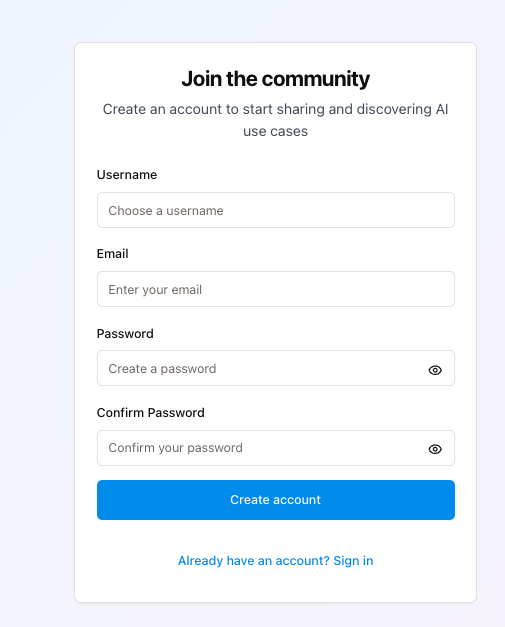 Join the community
Create an account to start sharing and discovering AI
use cases
Username
Choose a username
Email
Enter your email
Password
Create a password
Confirm Password
Confirm your password
Create account
Already have an account? Sign in